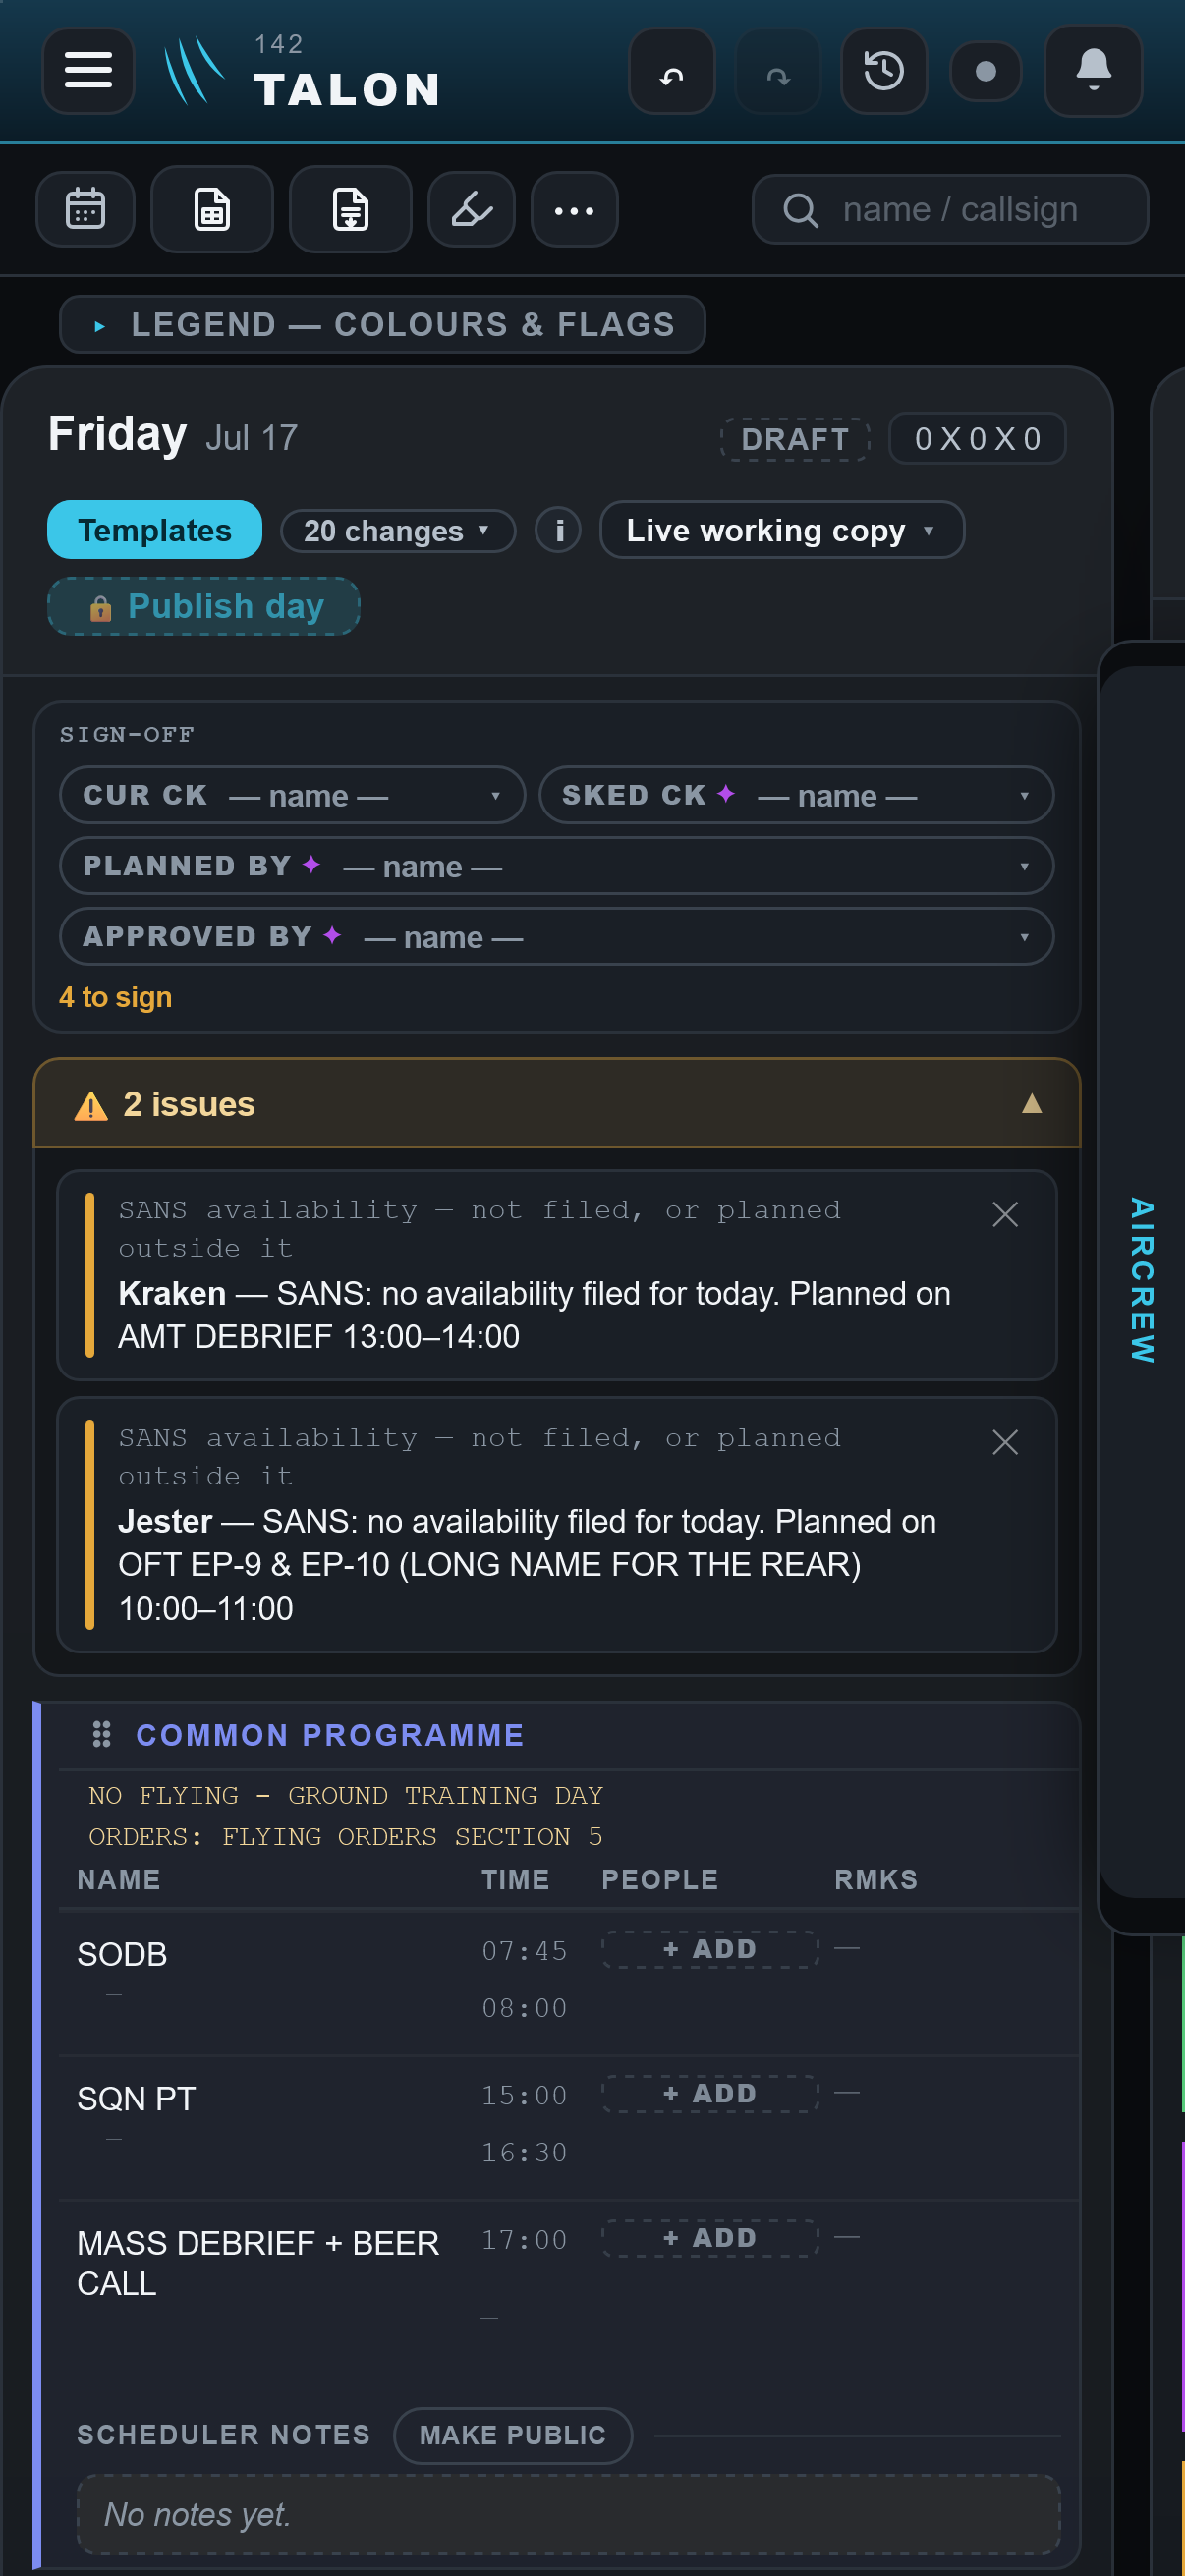 142
TALON
name / callsign
▸ LEGEND — COLOURS & FLAGS
Friday Jul 17
DRAFT
0 X 0 X 0
Templates
20 changes ▾
i
Live working copy ▾
🔒 Publish day
SIGN-OFF
CUR CK — name — ▾
SKED CK ✦ — name — ▾
PLANNED BY ✦ — name — ▾
APPROVED BY ✦ — name — ▾
4 to sign
⚠️ 2 issues ▲
SANS availability — not filed, or planned
outside it
Kraken — SANS: no availability filed for today. Planned on
AMT DEBRIEF 13:00–14:00
SANS availability — not filed, or planned
outside it
Jester — SANS: no availability filed for today. Planned on
OFT EP-9 & EP-10 (LONG NAME FOR THE REAR)
10:00–11:00
AIRCREW
COMMON PROGRAMME
NO FLYING - GROUND TRAINING DAY
ORDERS: FLYING ORDERS SECTION 5
NAME TIME PEOPLE RMKS
SODB 07:45 + ADD —
—
08:00
SQN PT 15:00 + ADD —
—
16:30
MASS DEBRIEF + BEER 17:00 + ADD —
CALL
— —
SCHEDULER NOTES MAKE PUBLIC
No notes yet.